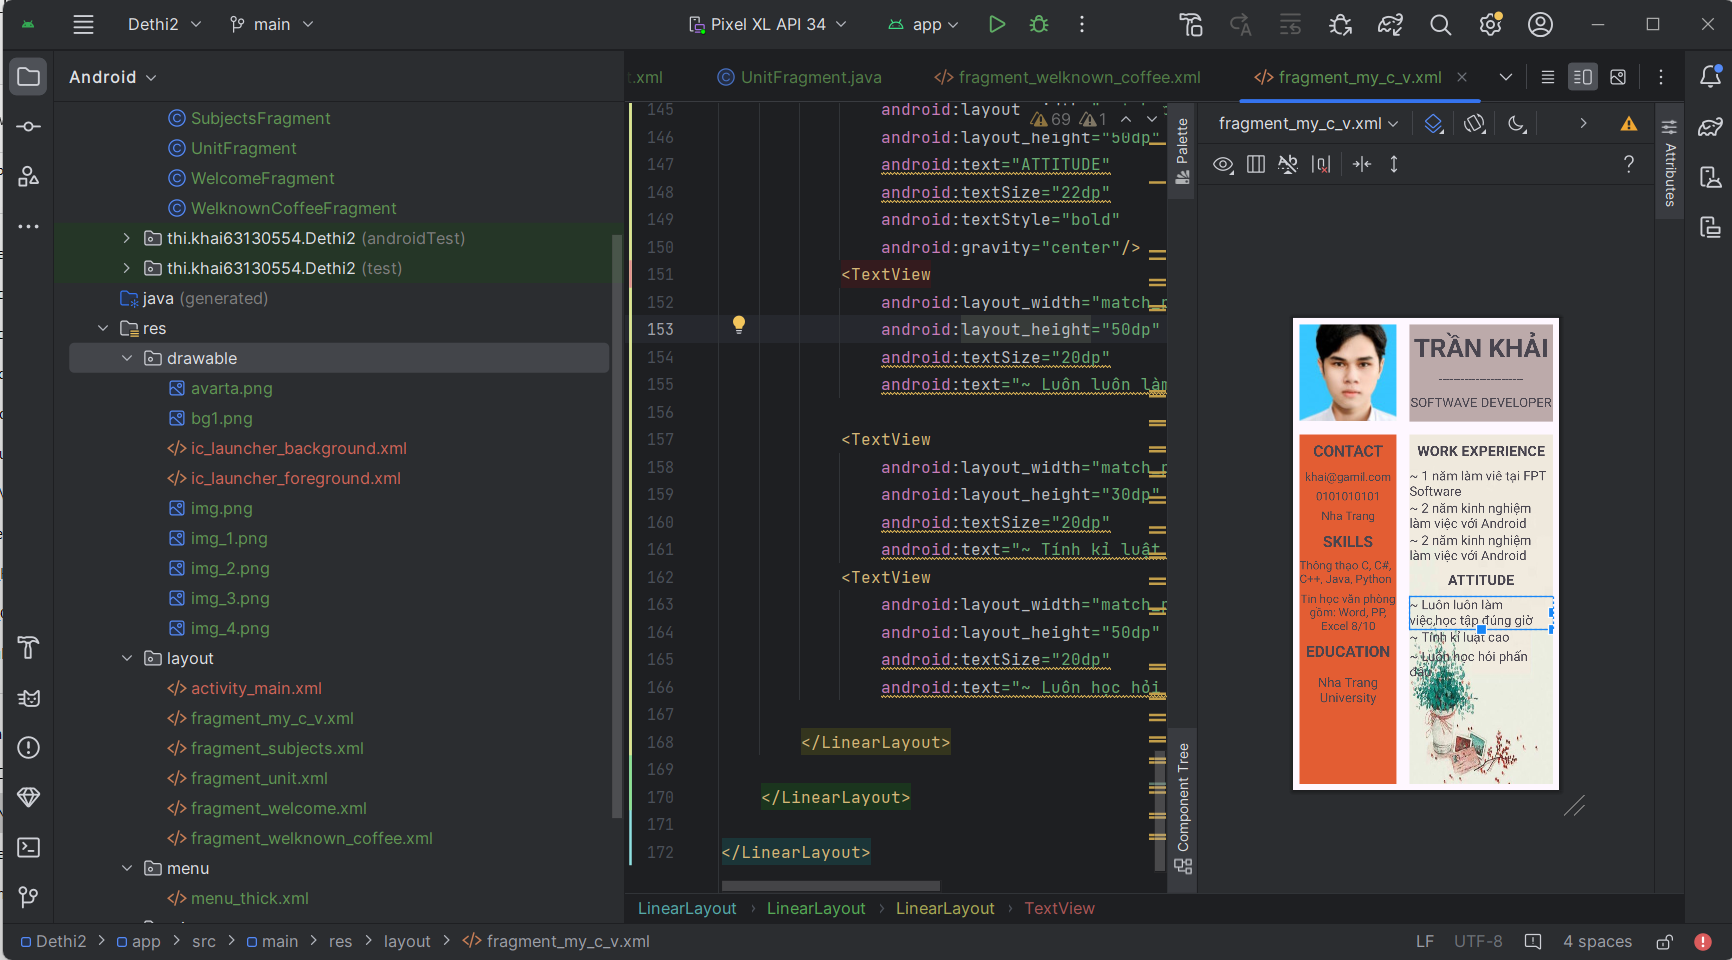 Dethi2
main
Pixel XL API 34
app
Android
.xml
UnitFragment.java
fragment_welknown_coffee.xml
fragment_my_c_v.xml
SubjectsFragment
UnitFragment
WelcomeFragment
WelknownCoffeeFragment
thi.khai63130554.Dethi2 (androidTest)
thi.khai63130554.Dethi2 (test)
java (generated)
res
drawable
avarta.png
bg1.png
ic_launcher_background.xml
ic_launcher_foreground.xml
img.png
img_1.png
img_2.png
img_3.png
img_4.png
layout
activity_main.xml
fragment_my_c_v.xml
fragment_subjects.xml
fragment_unit.xml
fragment_welcome.xml
fragment_welknown_coffee.xml
menu
menu_thick.xml
145 android:layout
69 1
146 android:layout_height="50dp"
147 android:text="ATTITUDE"
148 android:textSize="22dp"
149 android:textStyle="bold"
150 android:gravity="center"/>
151 <TextView
152 android:layout_width="match_
153 android:layout_height="50dp"
154 android:textSize="20dp"
155 android:text="~ Luôn luôn làm
156
157 <TextView
158 android:layout_width="match_
159 android:layout_height="30dp"
160 android:textSize="20dp"
161 android:text="~ Tính kỉ luật
162 <TextView
163 android:layout_width="match_
164 android:layout_height="50dp"
165 android:textSize="20dp"
166 android:text="~ Luôn học hỏi
167
168 </LinearLayout>
169
170 </LinearLayout>
171
172 </LinearLayout>
Palette
Component Tree
fragment_my_c_v.xml
Attributes
?
TRẦN KHẢI
----------------------
SOFTWAVE DEVELOPER
CONTACT
khai@gamil.com
0101010101
Nha Trang
SKILLS
Thông thạo C, C#,
C++, Java, Python
Tin học văn phòng
gồm: Word, PP,
Excel 8/10
EDUCATION
Nha Trang
University
WORK EXPERIENCE
~ 1 năm làm viê tại FPT
Software
~ 2 năm kinh nghiệm
làm việc với Android
~ 2 năm kinh nghiệm
làm việc với Android
ATTITUDE
~ Luôn luôn làm
việc,học tập đúng giờ
~ Tính kỉ luật cao
~ Luôn học hỏi phấn
LinearLayout > LinearLayout > LinearLayout > TextView
Dethi2 > app > src > main > res > layout > fragment_my_c_v.xml
LF UTF-8 4 spaces